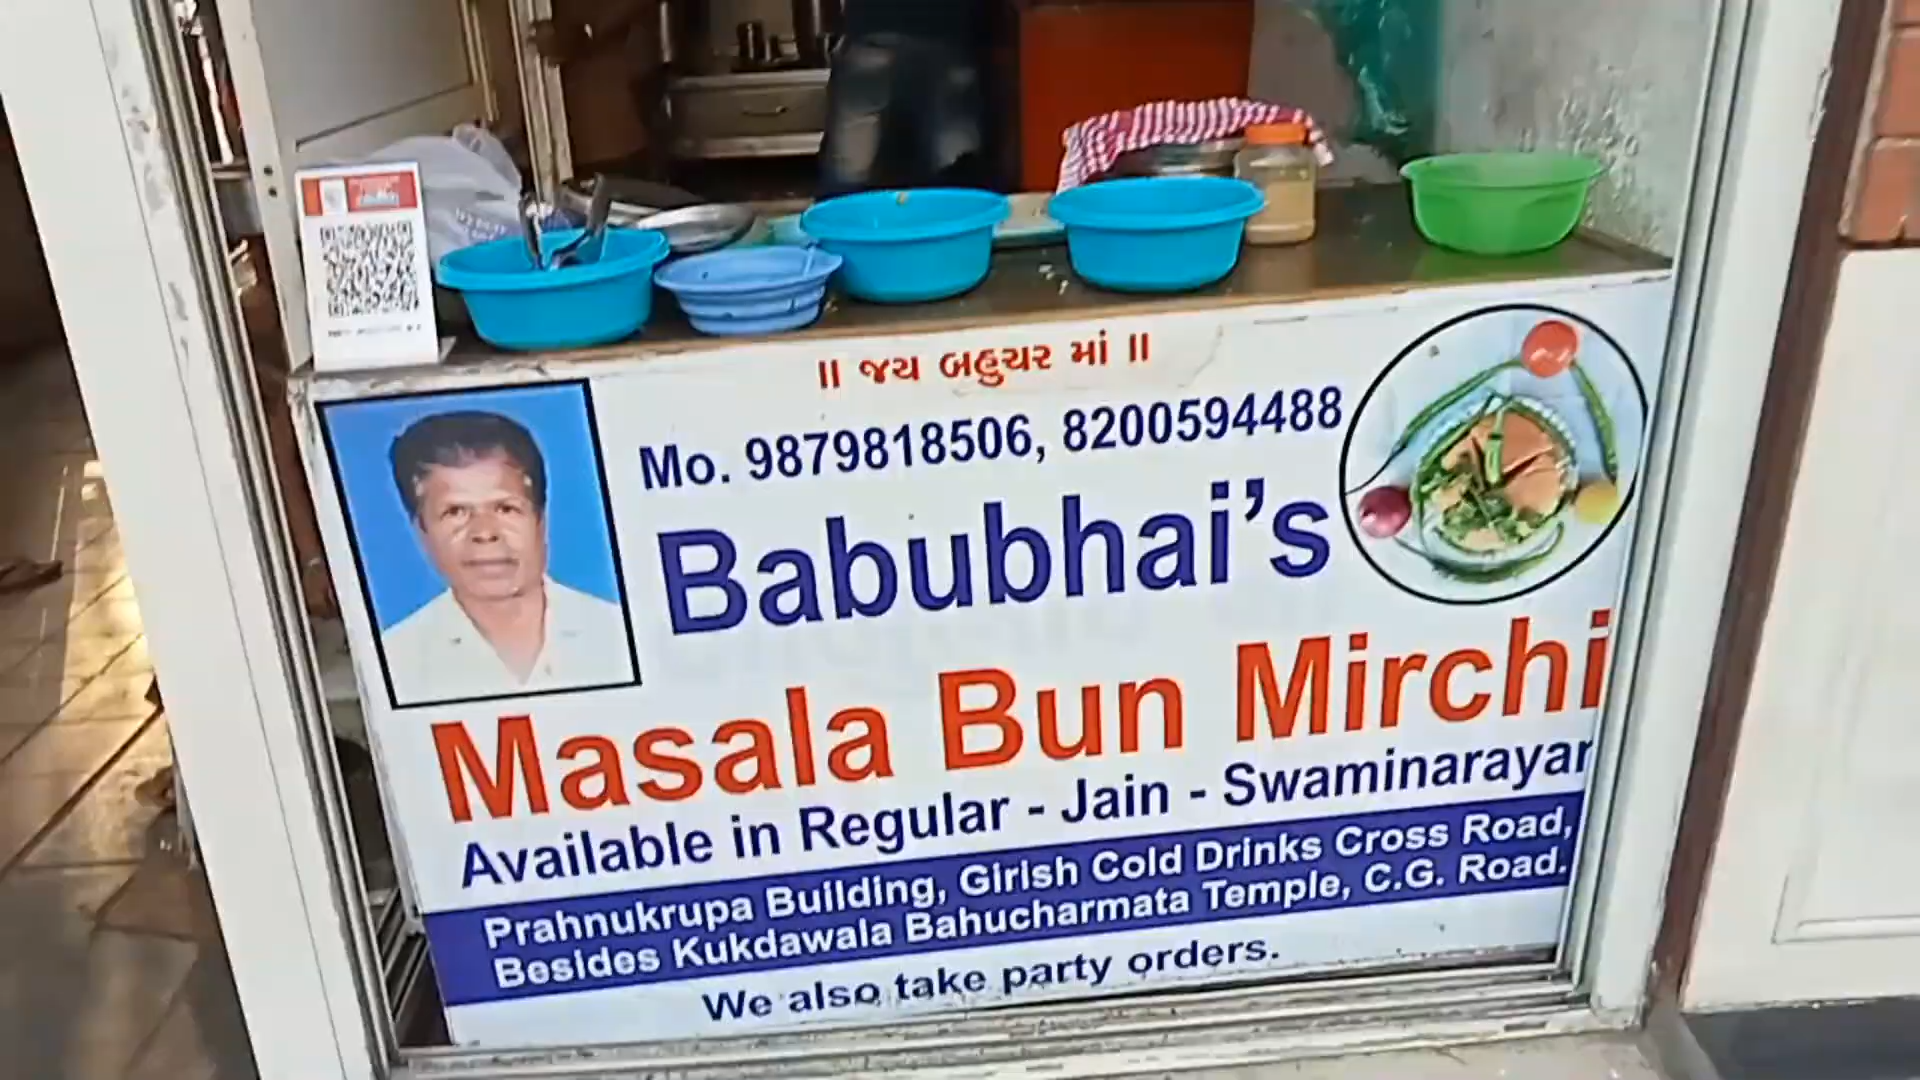 ॥ જય બહુચર માં ॥
Mo. 9879818506, 8200594488
Babubhai's
Masala Bun Mirchi
Available in Regular - Jain - Swaminarayan
Prahnukrupa Building, Girish Cold Drinks Cross Road,
Besides Kukdawala Bahucharmata Temple, C.G. Road.
We also take party orders.